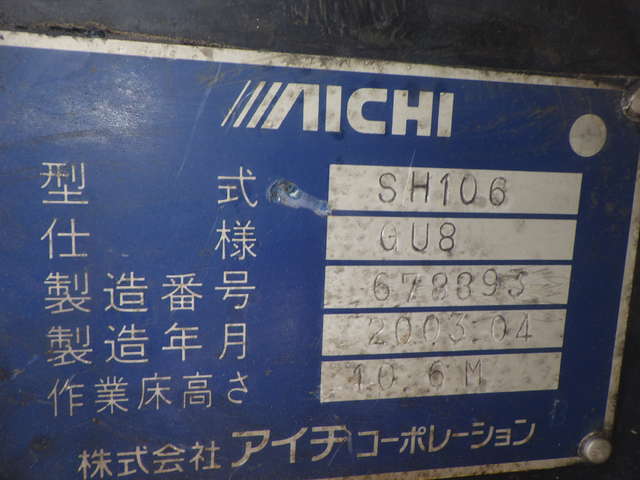 AICHI
型式 SH106
仕様 GU8
製造番号 678893
製造年月 2003.04
作業床高さ 10.6M
株式会社アイチコーポレーション